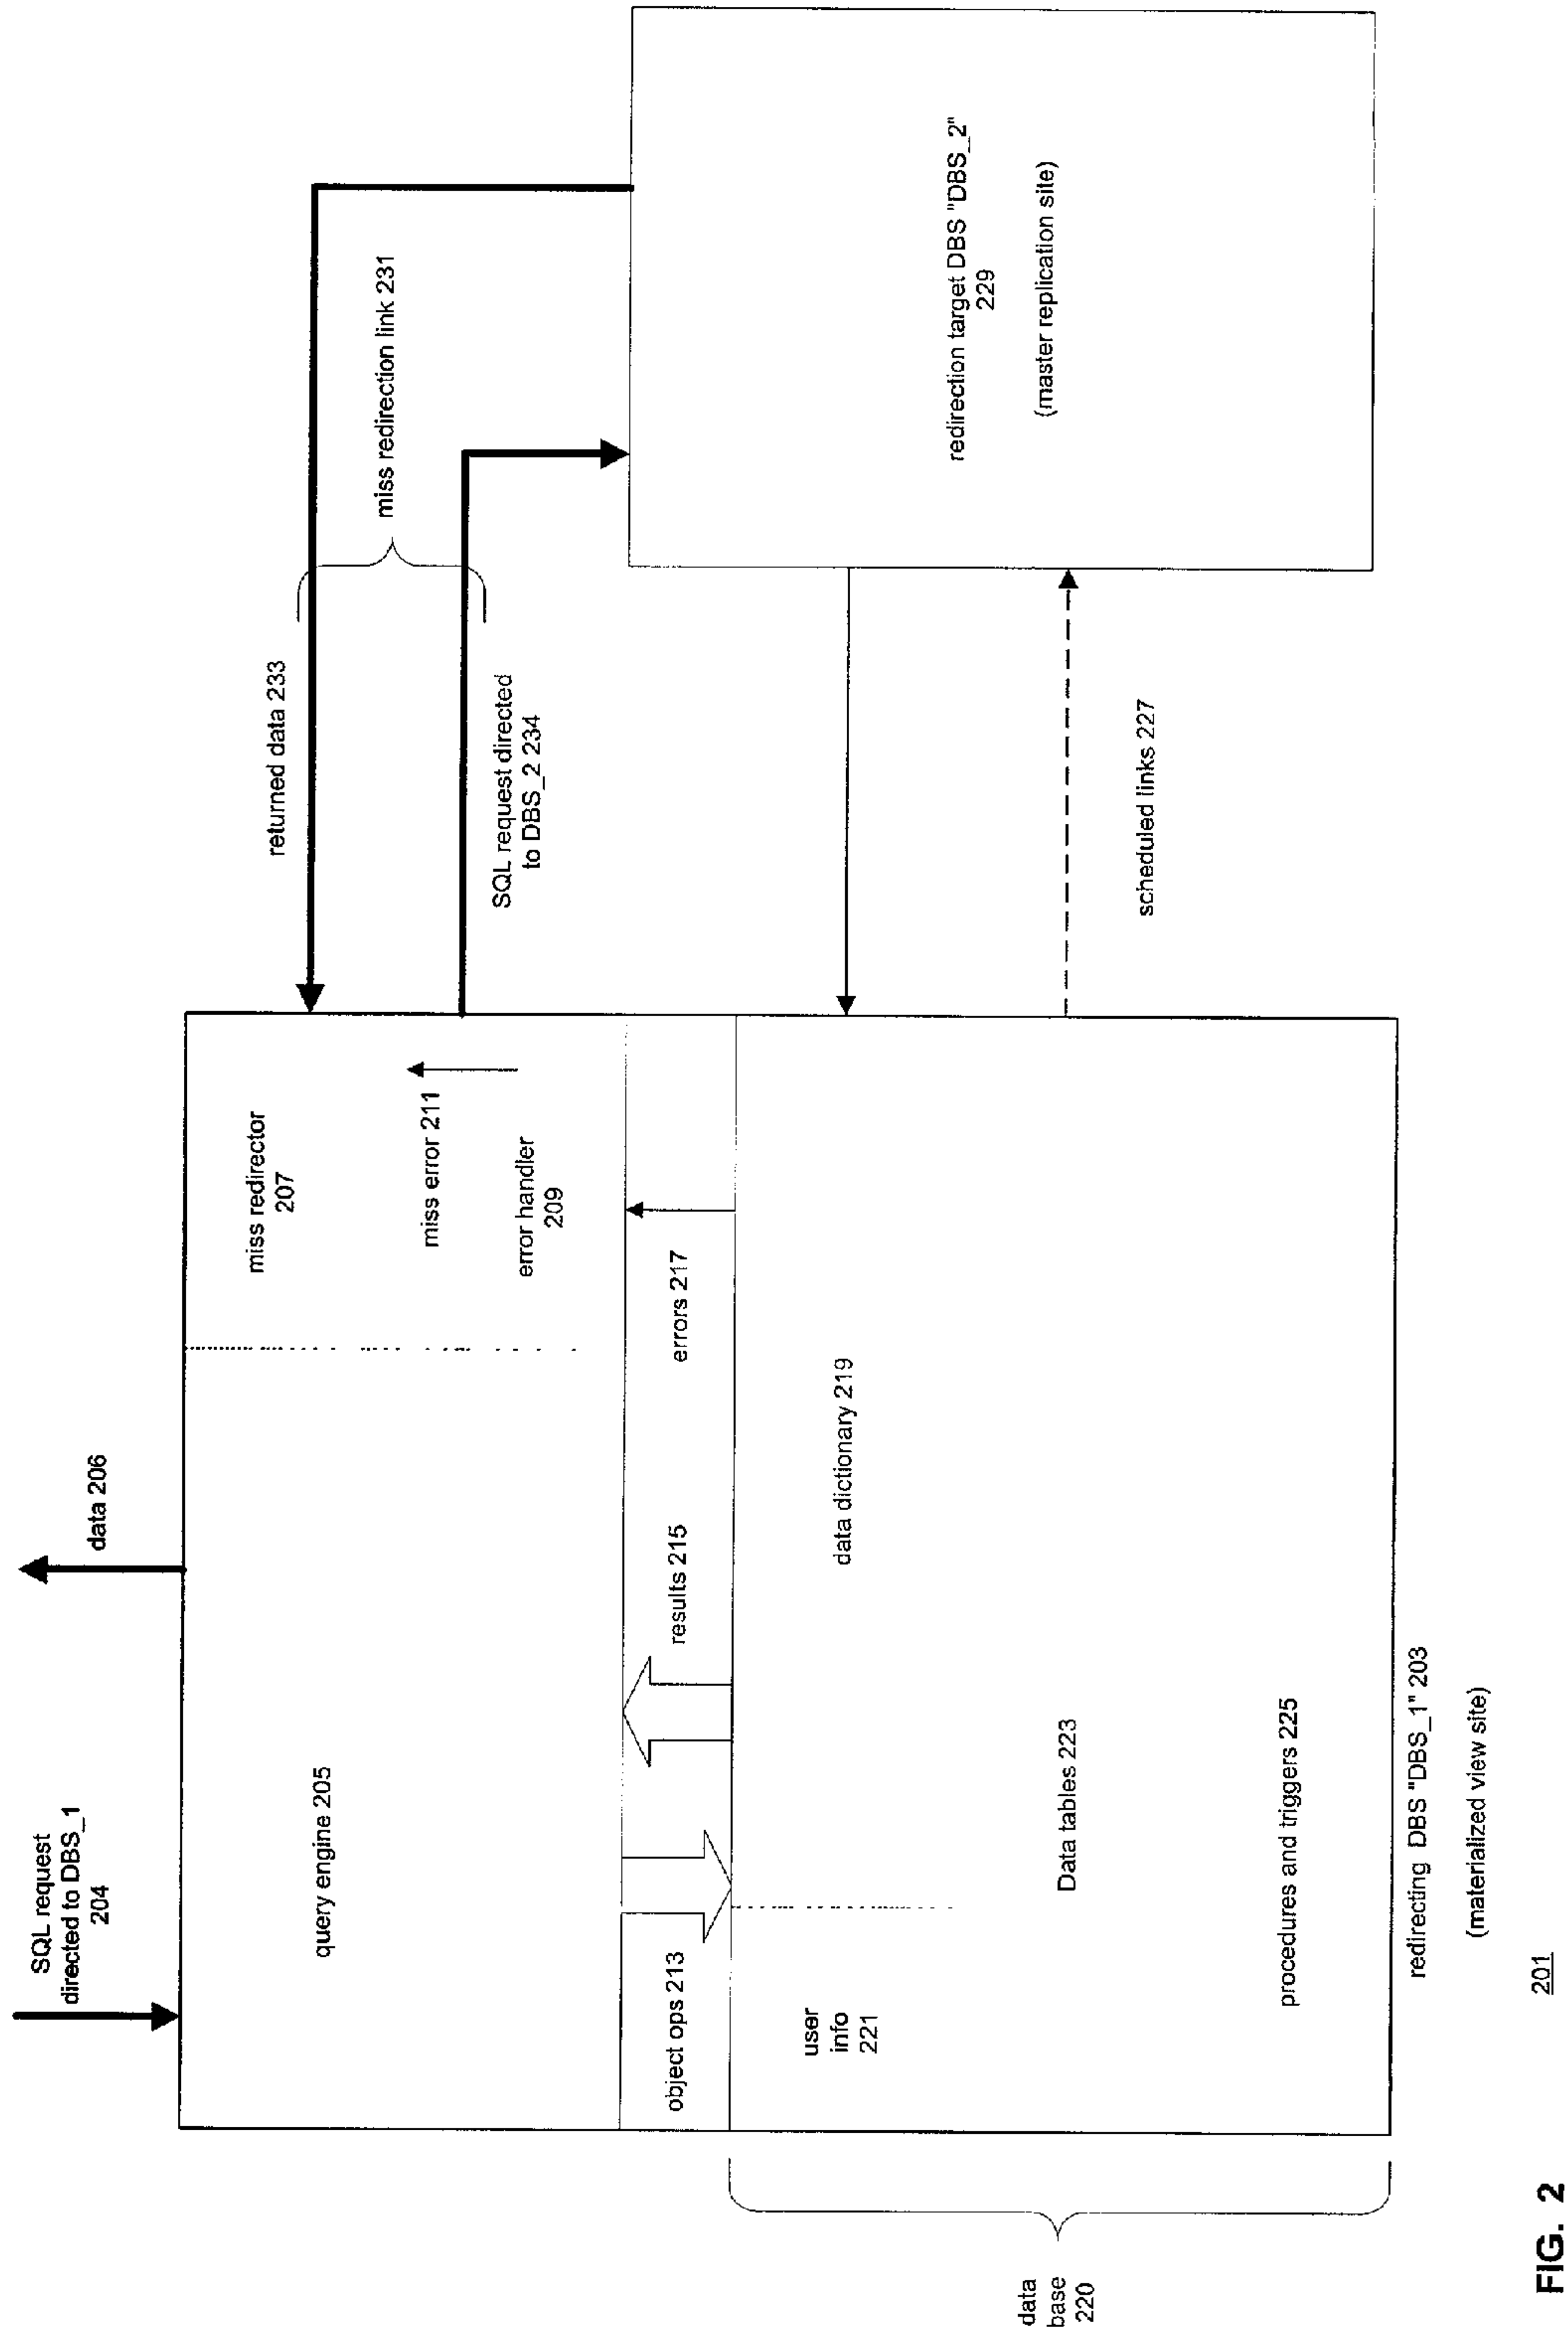 SQL request
directed to DBS_1
204
data 206
query engine 205
miss redirector
207
miss error 211
error handler
209
returned data 233
miss redirection link 231
SQL request directed
to DBS_2 234
object ops 213
results 215
errors 217
user
info
221
data dictionary 219
Data tables 223
procedures and triggers 225
data
base
220
redirecting DBS "DBS_1" 203
(materialized view site)
scheduled links 227
redirection target DBS "DBS_2"
229
(master replication site)
201
FIG. 2